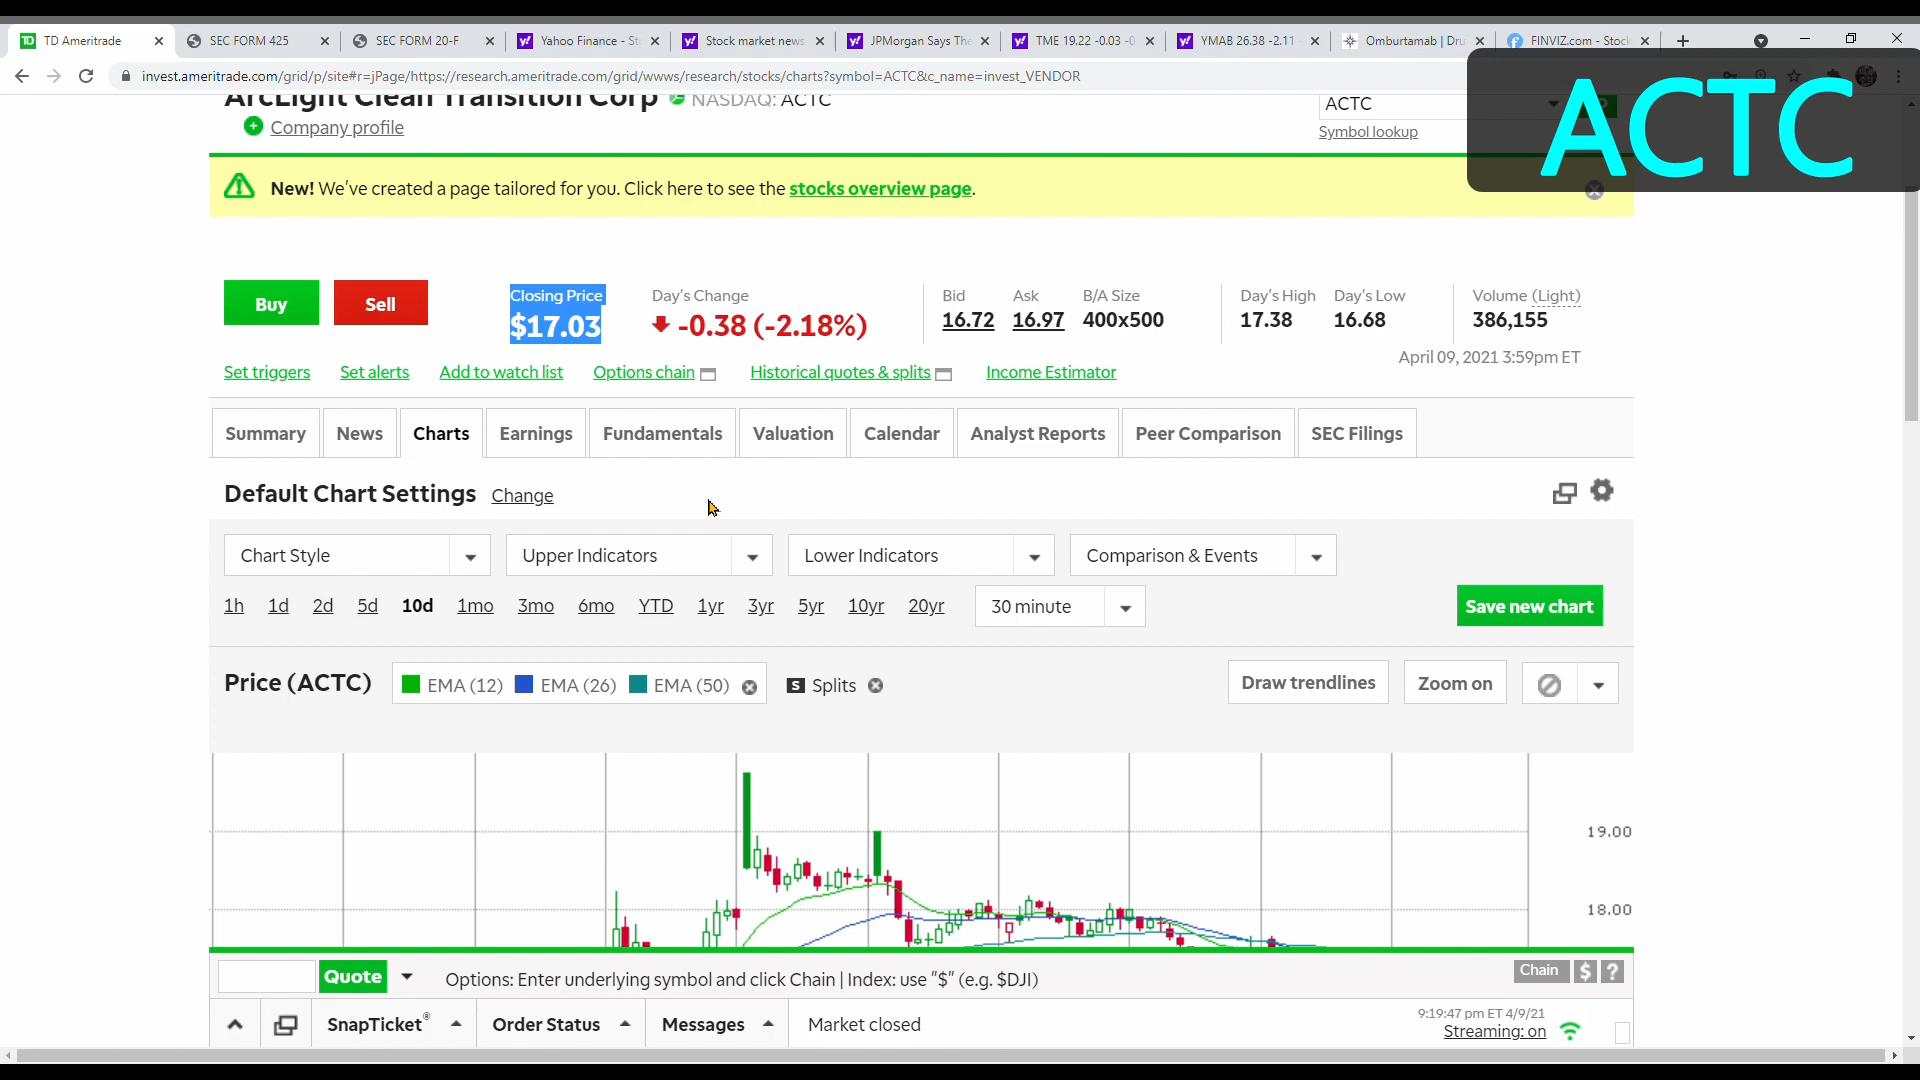 TD Ameritrade
SEC FORM 425
SEC FORM 20-F
Yahoo Finance - St
Stock market news
JPMorgan Says The
TME 19.22 -0.03 -0
YMAB 26.38 -2.11
Omburtamab | Dru
FINVIZ.com - Stock
invest.ameritrade.com/grid/p/site#r=jPage/https://research.ameritrade.com/grid/wwws/research/stocks/charts?symbol=ACTC&c_name=invest_VENDOR
ACTC
ArcLight Clean Transition Corp NASDAQ: ACTC
ACTC
Company profile
Symbol lookup
New! We've created a page tailored for you. Click here to see the stocks overview page.
Buy
Sell
Closing Price
$17.03
Day's Change
-0.38 (-2.18%)
Bid
16.72
Ask
16.97
B/A Size
400x500
Day's High
17.38
Day's Low
16.68
Volume (Light)
386,155
April 09, 2021 3:59pm ET
Set triggers
Set alerts
Add to watch list
Options chain
Historical quotes & splits
Income Estimator
Summary
News
Charts
Earnings
Fundamentals
Valuation
Calendar
Analyst Reports
Peer Comparison
SEC Filings
Default Chart Settings Change
Chart Style
Upper Indicators
Lower Indicators
Comparison & Events
1h 1d 2d 5d 10d 1mo 3mo 6mo YTD 1yr 3yr 5yr 10yr 20yr
30 minute
Save new chart
Price (ACTC)
EMA (12) EMA (26) EMA (50)
S Splits
Draw trendlines
Zoom on
19.00
18.00
Quote
Options: Enter underlying symbol and click Chain | Index: use "$" (e.g. $DJI)
Chain $ ?
SnapTicket®
Order Status
Messages
Market closed
9:19:47 pm ET 4/9/21
Streaming: on